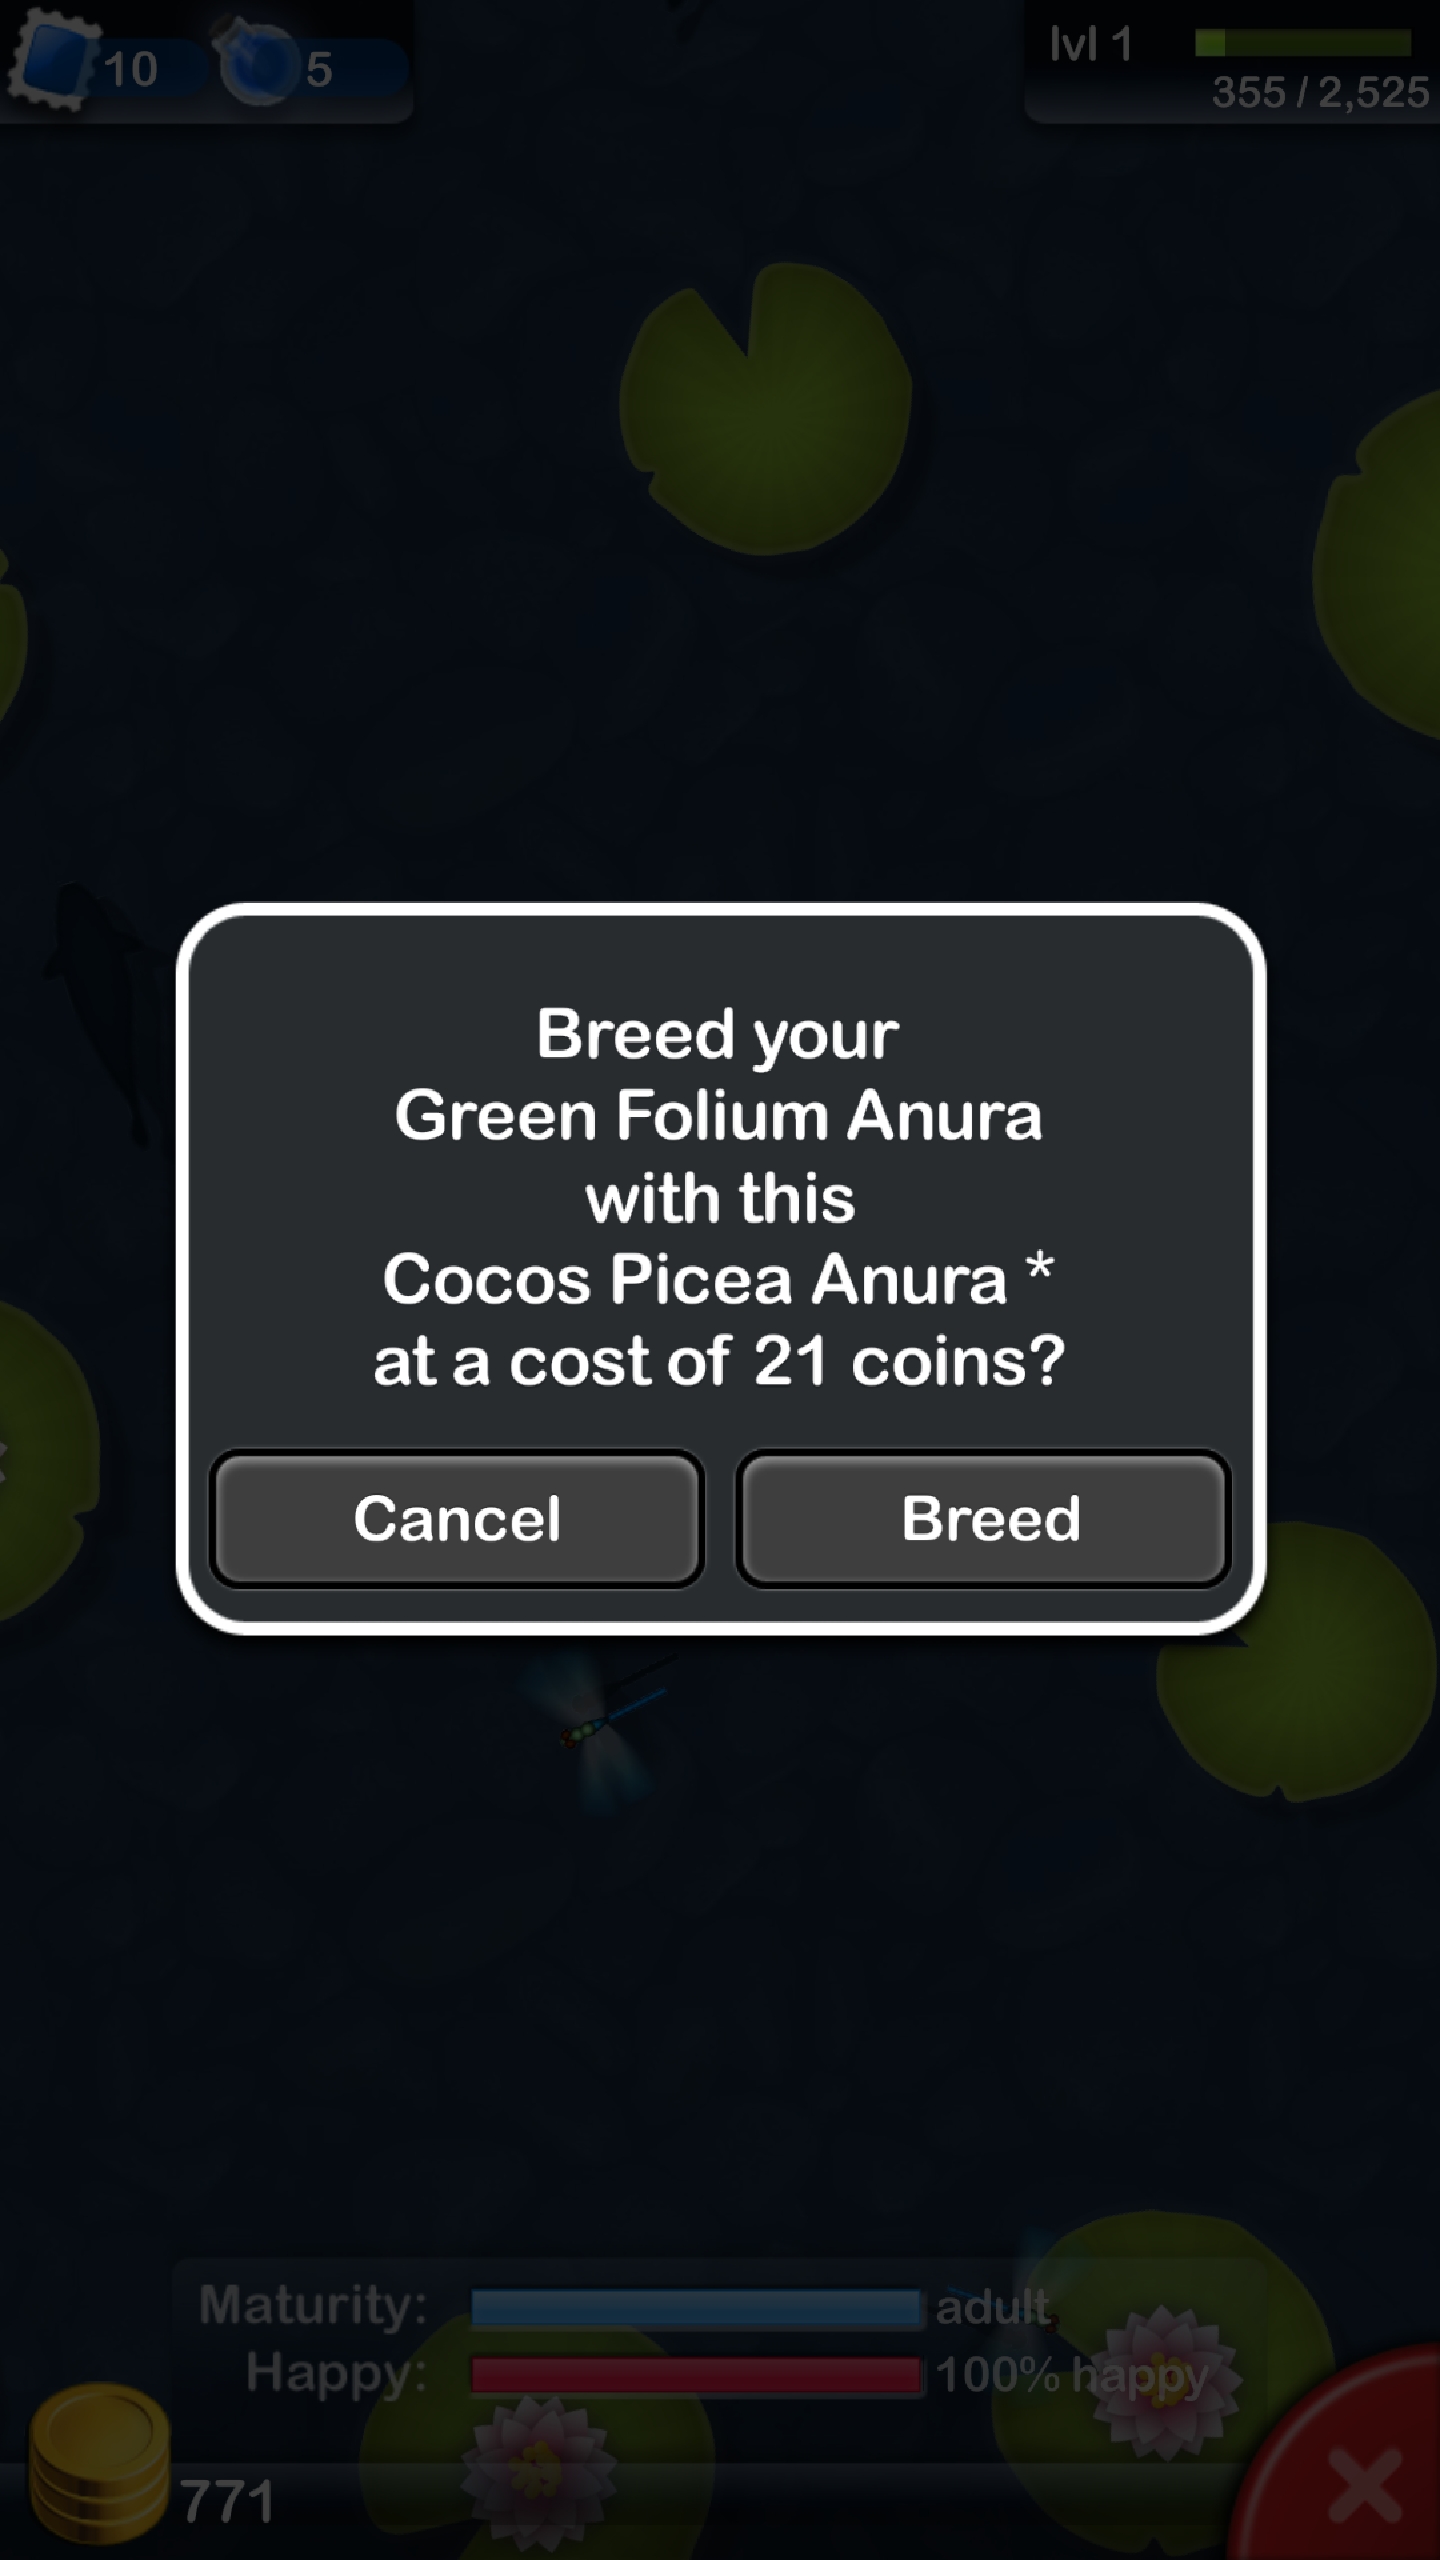 10
5
lvl 1
355 / 2,525
Breed your
Green Folium Anura
with this
Cocos Picea Anura *
at a cost of 21 coins?
Cancel
Breed
Maturity:
adult
Happy:
100% happy
771